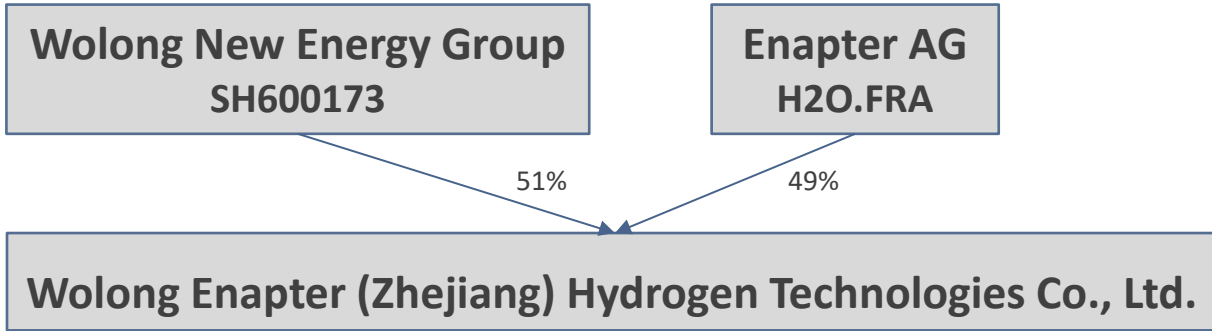 Wolong New Energy Group
SH600173
Enapter AG
H2O.FRA
51%
49%
Wolong Enapter (Zhejiang) Hydrogen Technologies Co., Ltd.